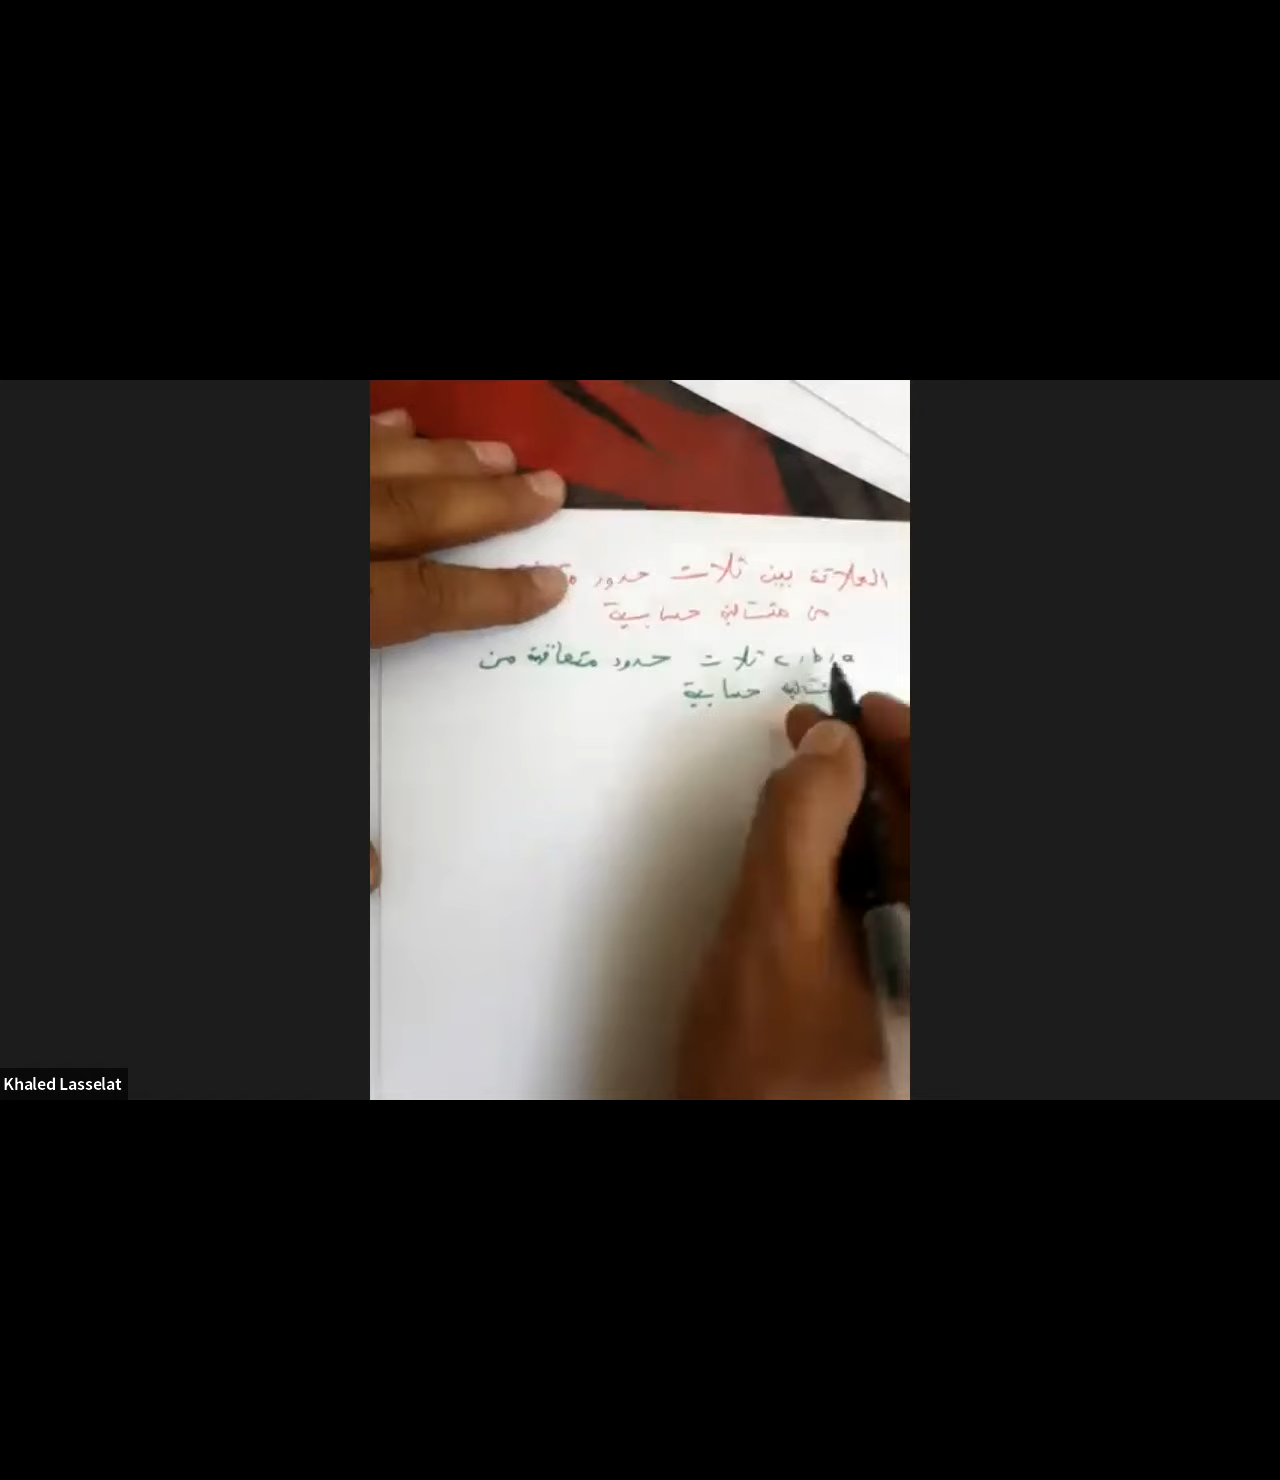 العلاقة بين ثلاث حدود
من متتالية حسابية
a, b, c ثلاث حدود متعاقبة من
متتالية حسابية
Khaled Lasselat